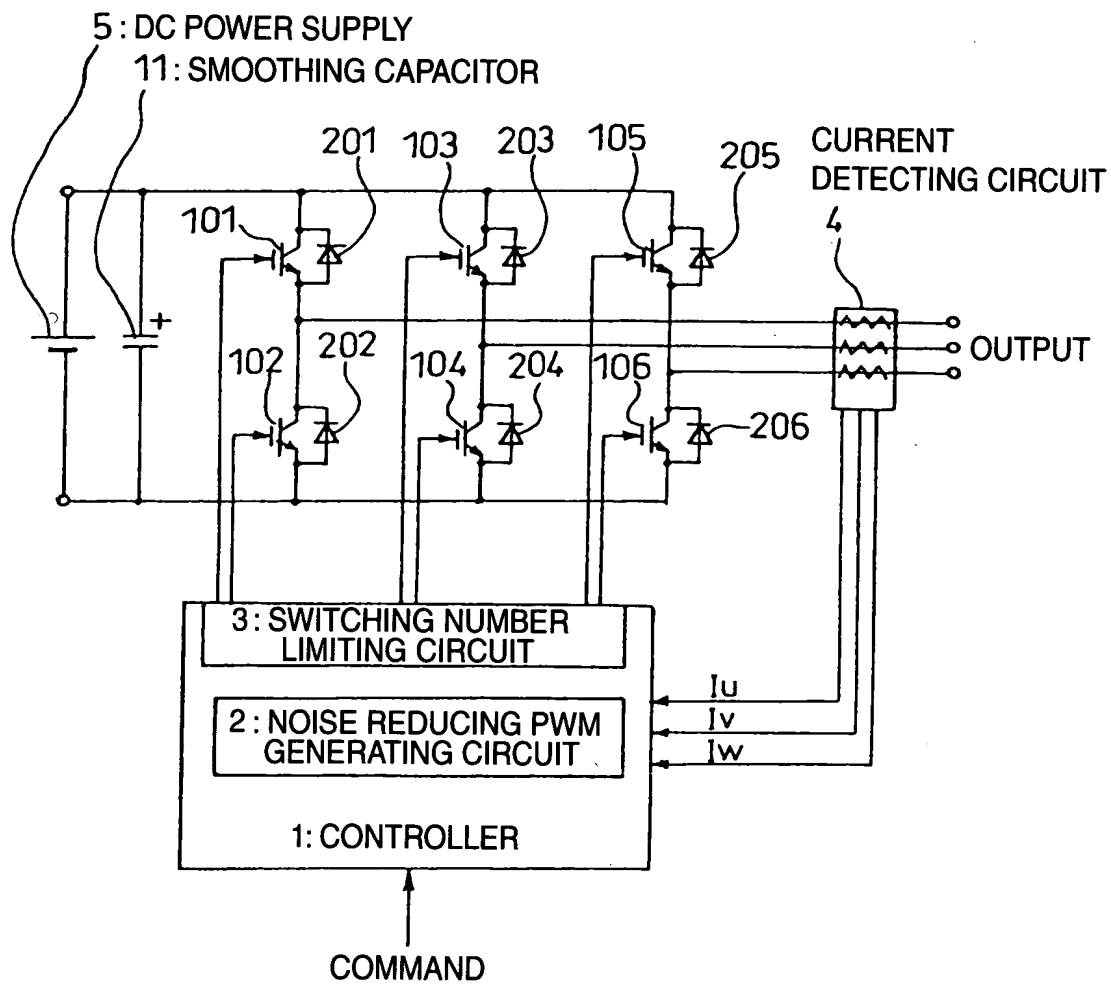 5 : DC POWER SUPPLY
11 : SMOOTHING CAPACITOR
201
103
203
105
205
CURRENT
DETECTING CIRCUIT
4
101
+
102
202
104
204
106
206
OUTPUT
3 : SWITCHING NUMBER
LIMITING CIRCUIT
2 : NOISE REDUCING PWM
GENERATING CIRCUIT
1: CONTROLLER
Iu
Iv
Iw
COMMAND